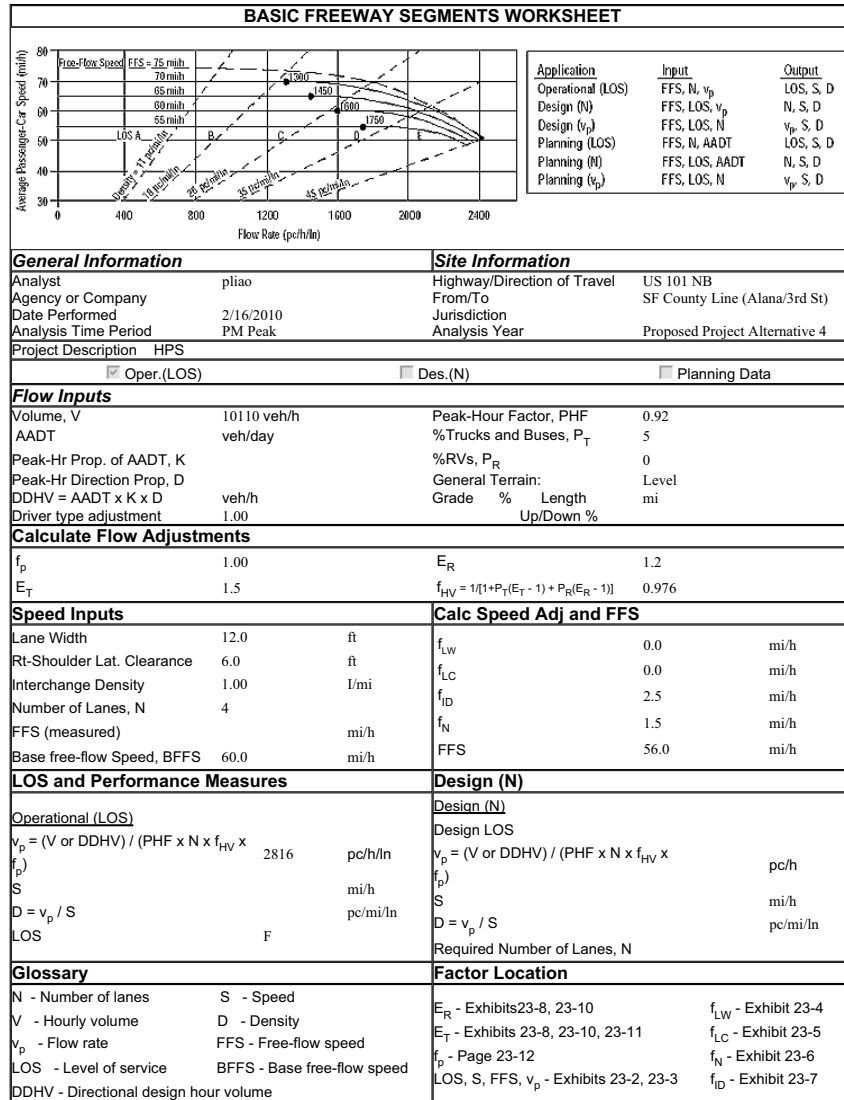 BASIC FREEWAY SEGMENTS WORKSHEET
Average Passenger-Car Speed (mi/h)
80
70
60
50
40
30
Free-Flow Speed FFS = 75 mi/h
70 mi/h
65 mi/h
60 mi/h
55 mi/h
1300
1450
1600
1750
LOS A
B
C
D
E
Density = 11 pc/mi/ln
18 pc/mi/ln
26 pc/mi/ln
35 pc/mi/ln
45 pc/mi/ln
0 400 800 1200 1600 2000 2400
Flow Rate (pc/h/ln)
Application Input Output
Operational (LOS) FFS, N, vp LOS, S, D
Design (N) FFS, LOS, vp N, S, D
Design (vp) FFS, LOS, N vp, S, D
Planning (LOS) FFS, N, AADT LOS, S, D
Planning (N) FFS, LOS, AADT N, S, D
Planning (vp) FFS, LOS, N vp, S, D
General Information
Site Information
Analyst pliao Highway/Direction of Travel US 101 NB
Agency or Company From/To SF County Line (Alana/3rd St)
Date Performed 2/16/2010 Jurisdiction
Analysis Time Period PM Peak Analysis Year Proposed Project Alternative 4
Project Description HPS
Oper.(LOS) Des.(N) Planning Data
Flow Inputs
Volume, V 10110 veh/h Peak-Hour Factor, PHF 0.92
AADT veh/day %Trucks and Buses, PT 5
Peak-Hr Prop. of AADT, K %RVs, PR 0
Peak-Hr Direction Prop, D General Terrain: Level
DDHV = AADT x K x D veh/h Grade % Length mi
Driver type adjustment 1.00 Up/Down %
Calculate Flow Adjustments
fp 1.00 ER 1.2
ET 1.5 fHV = 1/[1+PT(ET - 1) + PR(ER - 1)] 0.976
Speed Inputs
Calc Speed Adj and FFS
Lane Width 12.0 ft
Rt-Shoulder Lat. Clearance 6.0 ft
Interchange Density 1.00 I/mi
Number of Lanes, N 4
FFS (measured) mi/h
Base free-flow Speed, BFFS 60.0 mi/h
fLW 0.0 mi/h
fLC 0.0 mi/h
fID 2.5 mi/h
fN 1.5 mi/h
FFS 56.0 mi/h
LOS and Performance Measures
Design (N)
Operational (LOS)
vp = (V or DDHV) / (PHF x N x fHV x
fp) 2816 pc/h/ln
S mi/h
D = vp / S pc/mi/ln
LOS F
Design (N)
Design LOS
vp = (V or DDHV) / (PHF x N x fHV x
fp) pc/h
S mi/h
D = vp / S pc/mi/ln
Required Number of Lanes, N
Glossary
Factor Location
N - Number of lanes S - Speed
V - Hourly volume D - Density
vp - Flow rate FFS - Free-flow speed
LOS - Level of service BFFS - Base free-flow speed
DDHV - Directional design hour volume
ER - Exhibits23-8, 23-10 fLW - Exhibit 23-4
ET - Exhibits 23-8, 23-10, 23-11 fLC - Exhibit 23-5
fp - Page 23-12 fN - Exhibit 23-6
LOS, S, FFS, vp - Exhibits 23-2, 23-3 fID - Exhibit 23-7